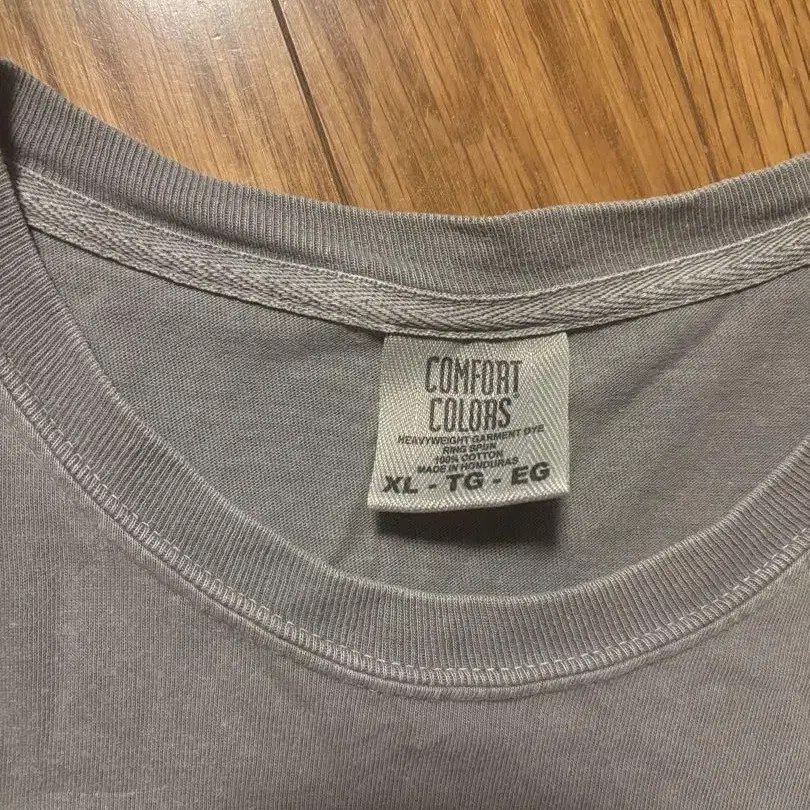 COMFORT
COLORS®
HEAVYWEIGHT GARMENT DYE
RING SPUN
100% COTTON
MADE IN HONDURAS
XL - TG - EG